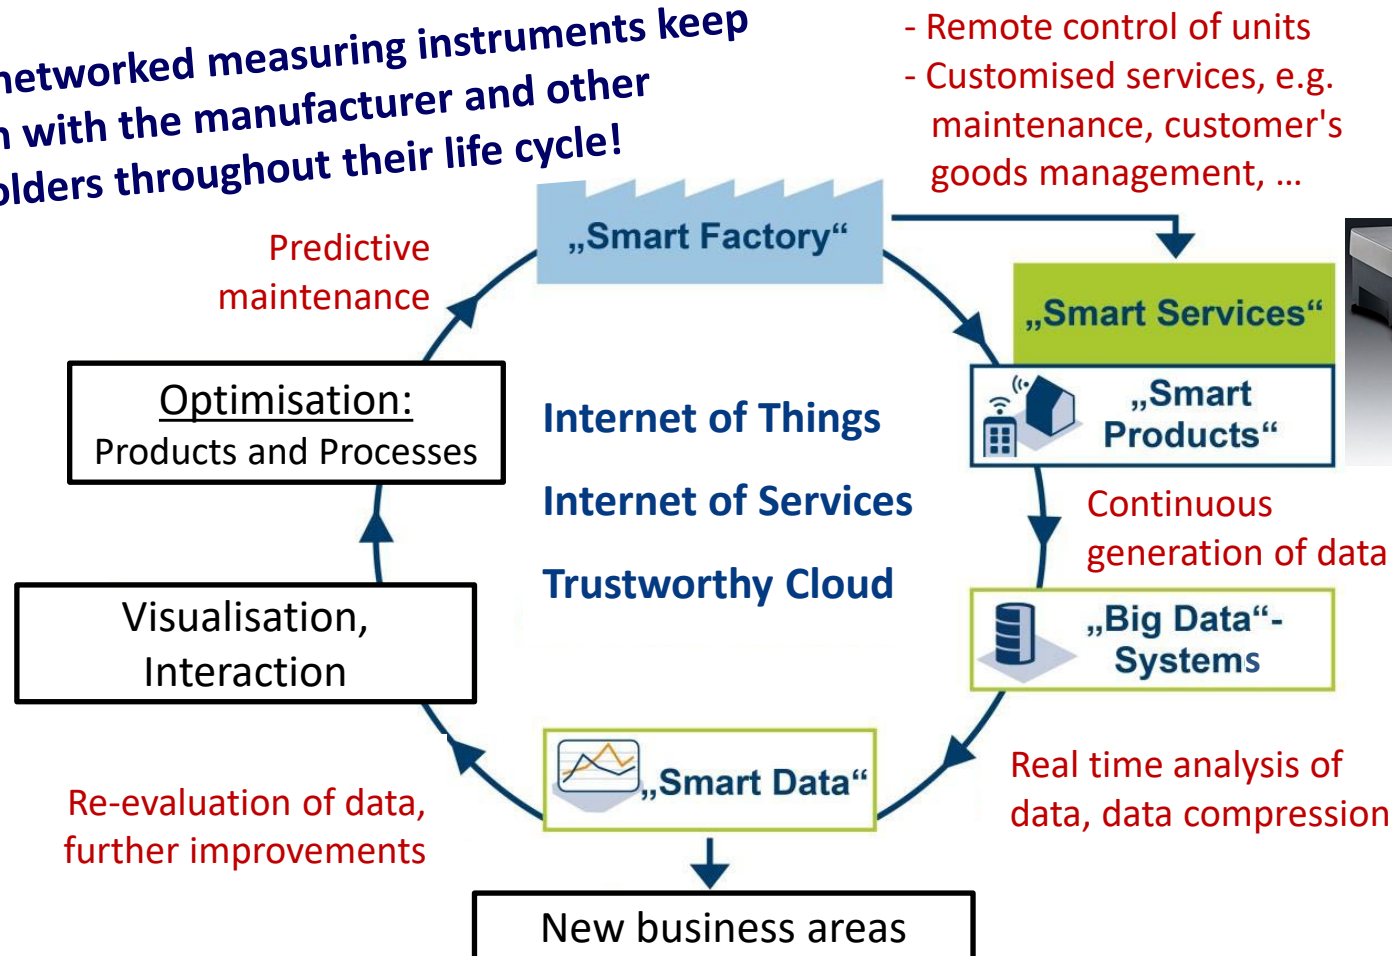 networked measuring instruments keep
with the manufacturer and other
throughout their life cycle!
- Remote control of units
- Customised services, e.g.
maintenance, customer's
goods management, ...
Predictive
maintenance
„Smart Factory“
„Smart Services“
„Smart
Products“
Optimisation:
Products and Processes
Internet of Things
Internet of Services
Trustworthy Cloud
Continuous
generation of data
Visualisation,
Interaction
„Big Data“-
Systems
„Smart Data“
Real time analysis of
data, data compression
Re-evaluation of data,
further improvements
New business areas